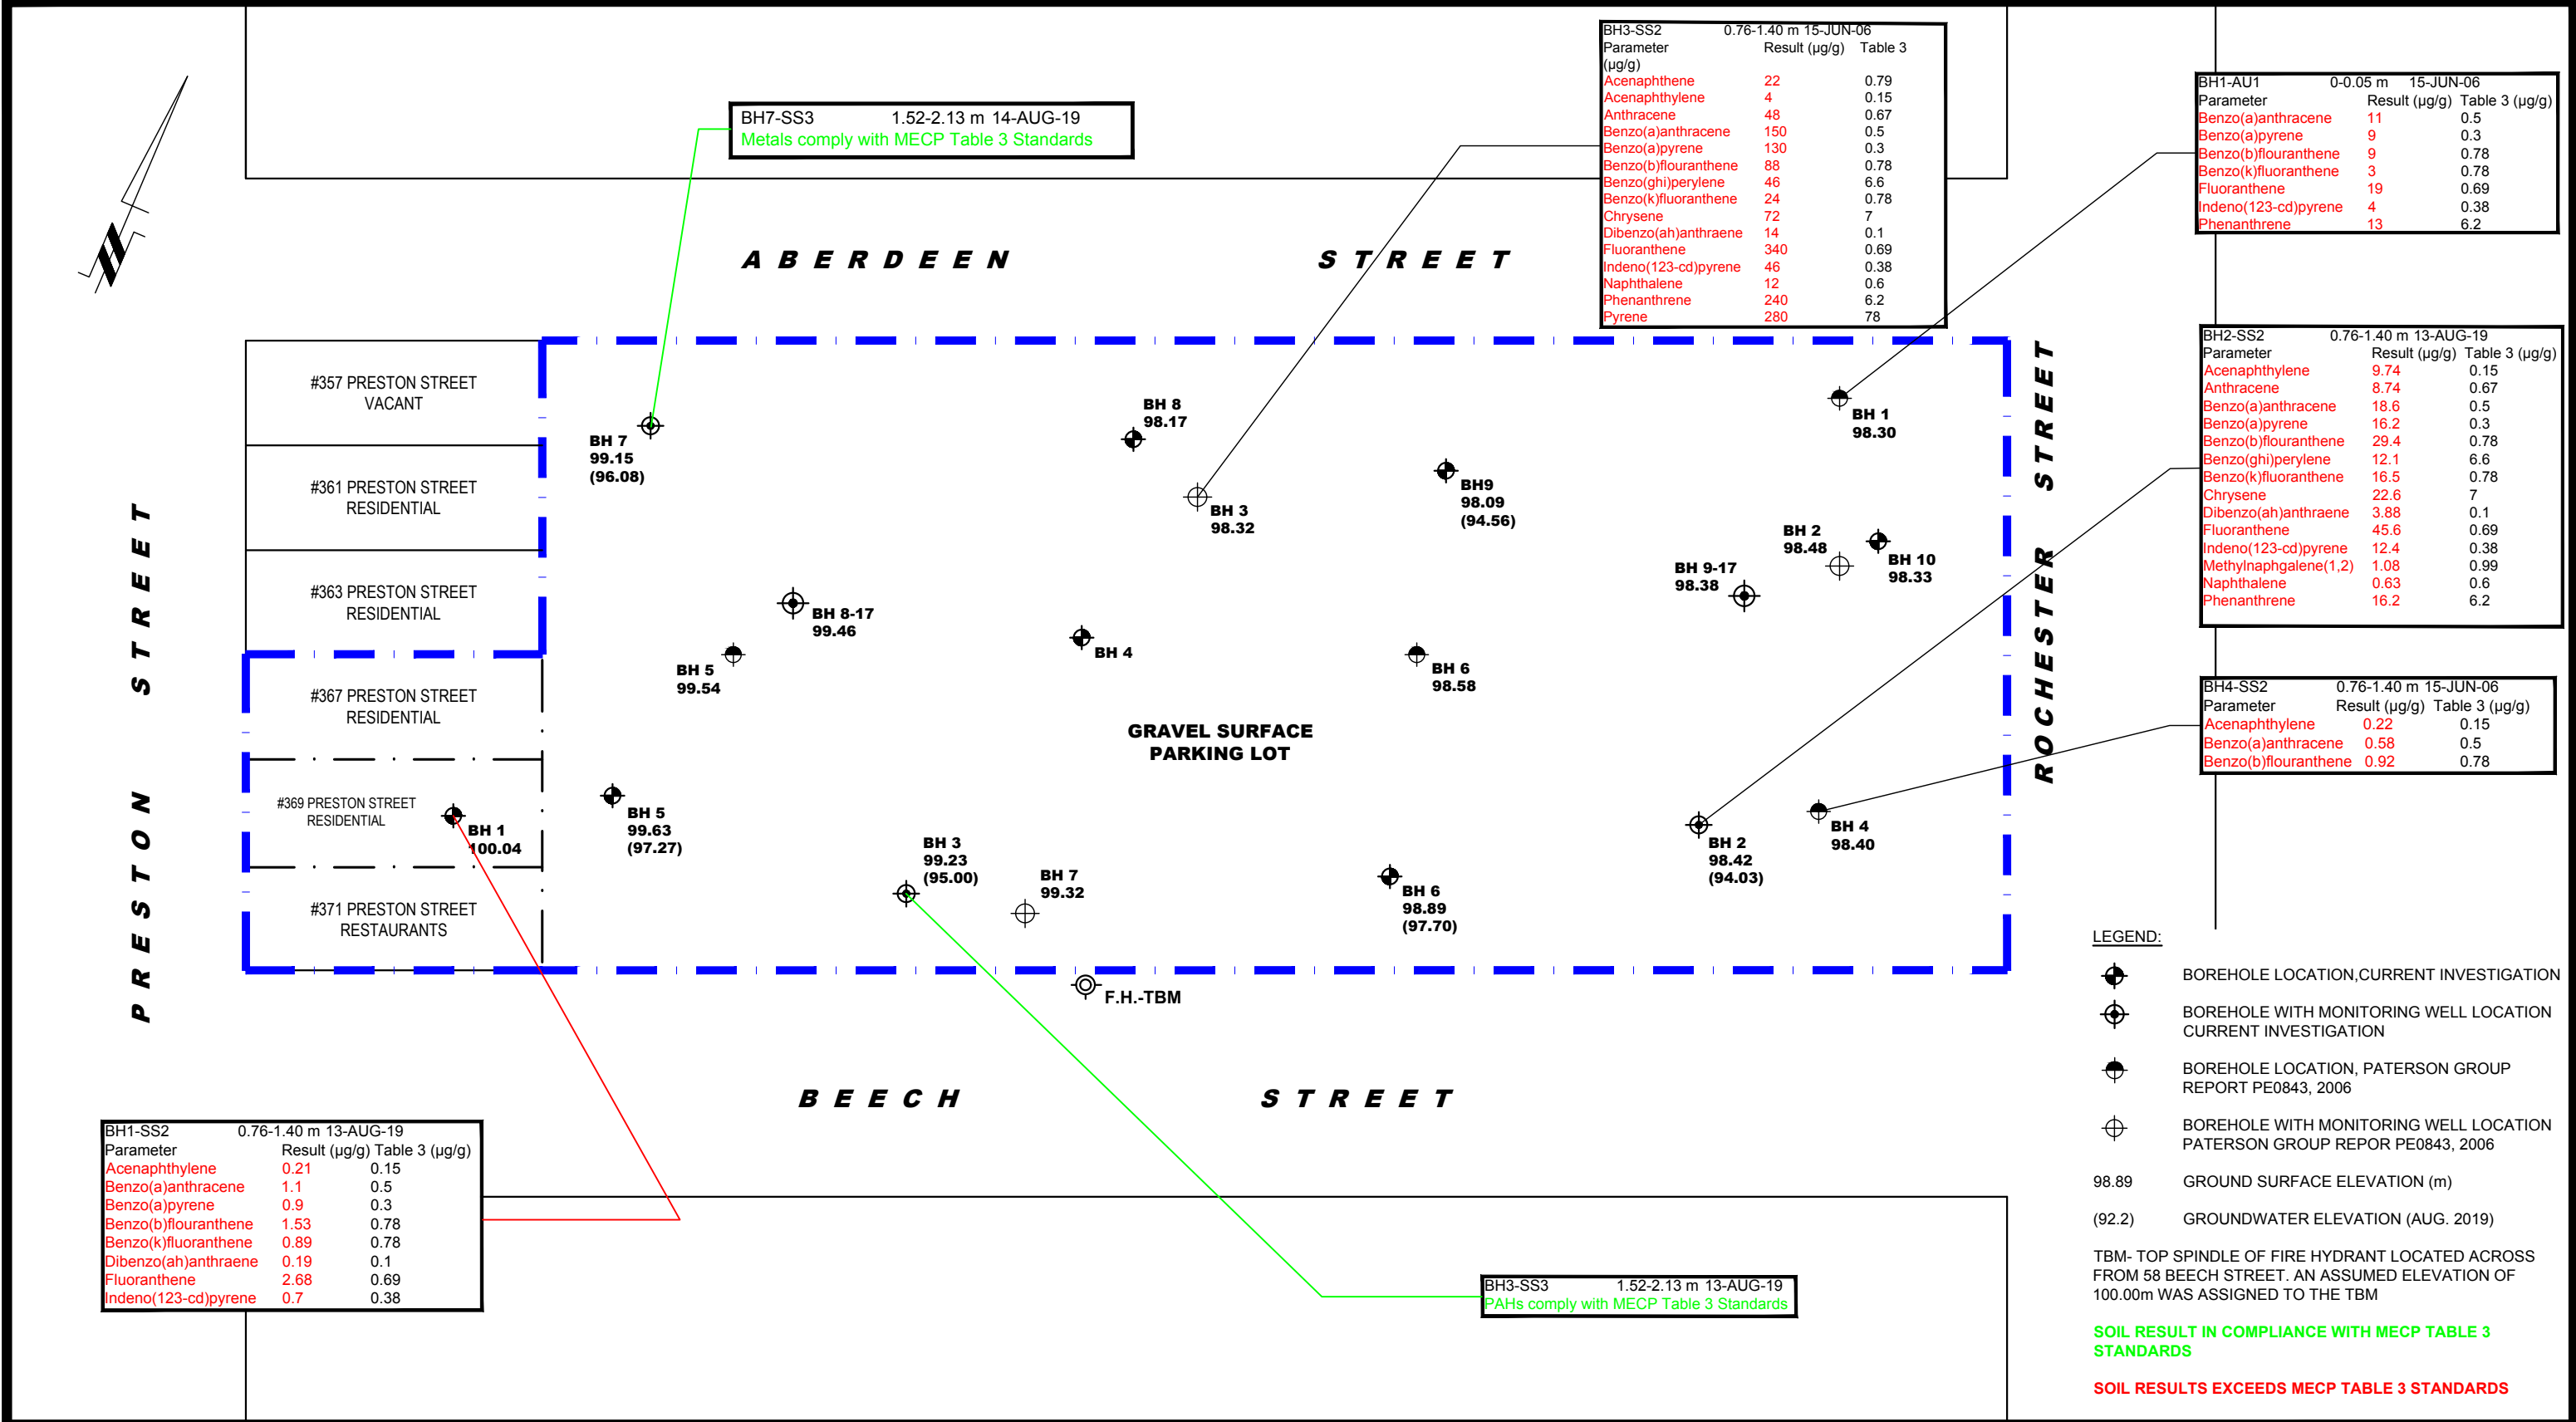 BH3-SS2 0.76-1.40 m 15-JUN-06
Parameter Result (µg/g) Table 3
(µg/g)
Acenaphthene 22 0.79
Acenaphthylene 4 0.15
Anthracene 48 0.67
Benzo(a)anthracene 150 0.5
Benzo(a)pyrene 130 0.3
Benzo(b)flouranthene 88 0.78
Benzo(ghi)perylene 46 6.6
Benzo(k)fluoranthene 24 0.78
Chrysene 72 7
Dibenzo(ah)anthraene 14 0.1
Fluoranthene 340 0.69
Indeno(123-cd)pyrene 46 0.38
Naphthalene 12 0.6
Phenanthrene 240 6.2
Pyrene 280 78
BH1-AU1 0-0.05 m 15-JUN-06
Parameter Result (µg/g) Table 3 (µg/g)
Benzo(a)anthracene 11 0.5
Benzo(a)pyrene 9 0.3
Benzo(b)flouranthene 9 0.78
Benzo(k)fluoranthene 3 0.78
Fluoranthene 19 0.69
Indeno(123-cd)pyrene 4 0.38
Phenanthrene 13 6.2
BH7-SS3 1.52-2.13 m 14-AUG-19
Metals comply with MECP Table 3 Standards
ABERDEEN STREET
BH2-SS2 0.76-1.40 m 13-AUG-19
Parameter Result (µg/g) Table 3 (µg/g)
Acenaphthylene 9.74 0.15
Anthracene 8.74 0.67
Benzo(a)anthracene 18.6 0.5
Benzo(a)pyrene 16.2 0.3
Benzo(b)flouranthene 29.4 0.78
Benzo(ghi)perylene 12.1 6.6
Benzo(k)fluoranthene 16.5 0.78
Chrysene 22.6 7
Dibenzo(ah)anthraene 3.88 0.1
Fluoranthene 45.6 0.69
Indeno(123-cd)pyrene 12.4 0.38
Methylnaphgalene(1,2) 1.08 0.99
Naphthalene 0.63 0.6
Phenanthrene 16.2 6.2
#357 PRESTON STREET
VACANT
#361 PRESTON STREET
RESIDENTIAL
#363 PRESTON STREET
RESIDENTIAL
#367 PRESTON STREET
RESIDENTIAL
#369 PRESTON STREET
RESIDENTIAL
#371 PRESTON STREET
RESTAURANTS
PRESTON STREET
ROCHESTER STREET
BH 7
99.15
(96.08)
BH 8
98.17
BH 3
98.32
BH9
98.09
(94.56)
BH 1
98.30
BH 2
98.48
BH 10
98.33
BH 9-17
98.38
BH 8-17
99.46
BH 5
99.54
BH 4
BH 6
98.58
GRAVEL SURFACE
PARKING LOT
BH4-SS2 0.76-1.40 m 15-JUN-06
Parameter Result (µg/g) Table 3 (µg/g)
Acenaphthylene 0.22 0.15
Benzo(a)anthracene 0.58 0.5
Benzo(b)flouranthene 0.92 0.78
BH 1
100.04
BH 5
99.63
(97.27)
BH 3
99.23
(95.00)
BH 7
99.32
BH 6
98.89
(97.70)
BH 2
98.42
(94.03)
BH 4
98.40
F.H.-TBM
BEECH STREET
BH1-SS2 0.76-1.40 m 13-AUG-19
Parameter Result (µg/g) Table 3 (µg/g)
Acenaphthylene 0.21 0.15
Benzo(a)anthracene 1.1 0.5
Benzo(a)pyrene 0.9 0.3
Benzo(b)flouranthene 1.53 0.78
Benzo(k)fluoranthene 0.89 0.78
Dibenzo(ah)anthraene 0.19 0.1
Fluoranthene 2.68 0.69
Indeno(123-cd)pyrene 0.7 0.38
BH3-SS3 1.52-2.13 m 13-AUG-19
PAHs comply with MECP Table 3 Standards
LEGEND:
BOREHOLE LOCATION,CURRENT INVESTIGATION
BOREHOLE WITH MONITORING WELL LOCATION
CURRENT INVESTIGATION
BOREHOLE LOCATION, PATERSON GROUP
REPORT PE0843, 2006
BOREHOLE WITH MONITORING WELL LOCATION
PATERSON GROUP REPOR PE0843, 2006
98.89 GROUND SURFACE ELEVATION (m)
(92.2) GROUNDWATER ELEVATION (AUG. 2019)
TBM- TOP SPINDLE OF FIRE HYDRANT LOCATED ACROSS
FROM 58 BEECH STREET. AN ASSUMED ELEVATION OF
100.00m WAS ASSIGNED TO THE TBM
SOIL RESULT IN COMPLIANCE WITH MECP TABLE 3
STANDARDS
SOIL RESULTS EXCEEDS MECP TABLE 3 STANDARDS